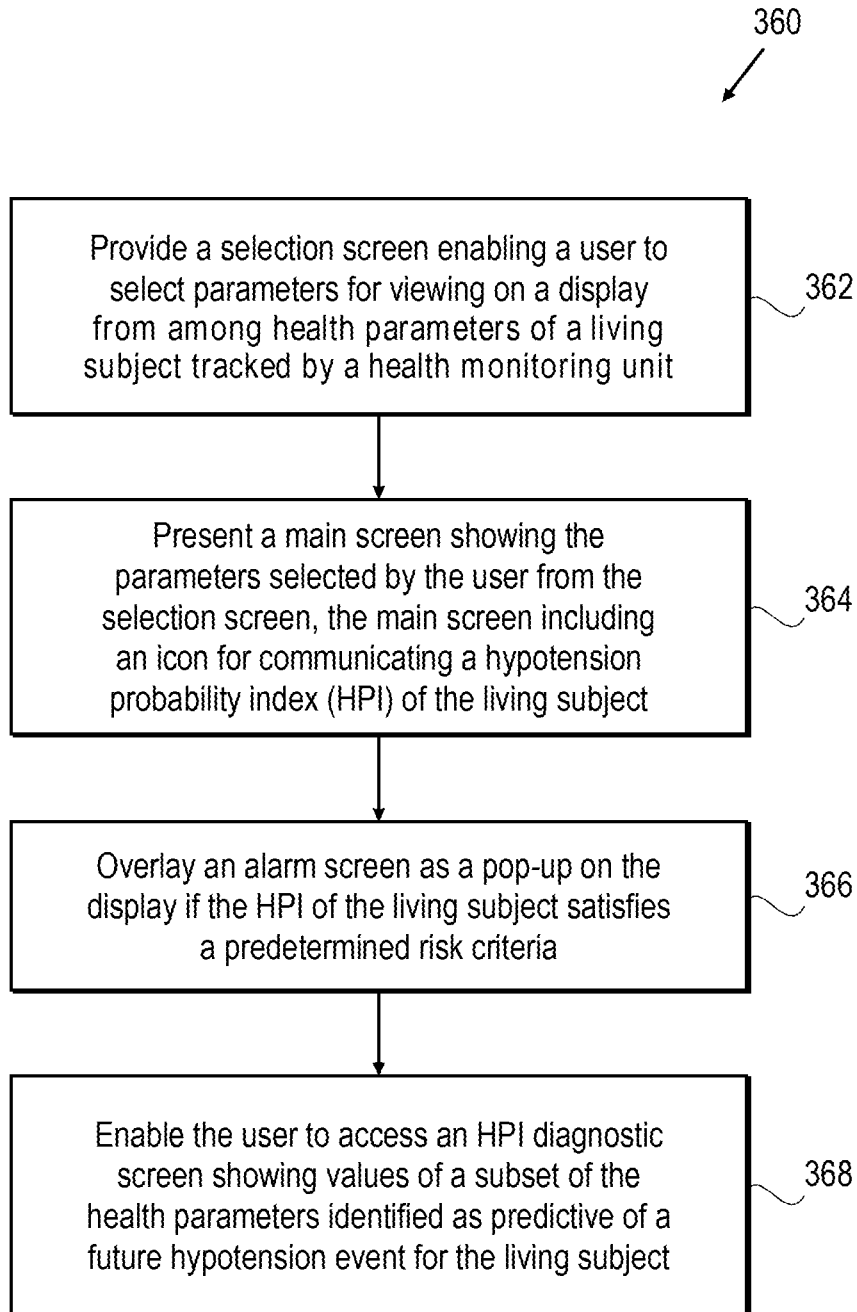 360
Provide a selection screen enabling a user to
select parameters for viewing on a display
from among health parameters of a living
subject tracked by a health monitoring unit
362
Present a main screen showing the
parameters selected by the user from the
selection screen, the main screen including
an icon for communicating a hypotension
probability index (HPI) of the living subject
364
Overlay an alarm screen as a pop-up on the
display if the HPI of the living subject satisfies
a predetermined risk criteria
366
Enable the user to access an HPI diagnostic
screen showing values of a subset of the
health parameters identified as predictive of a
future hypotension event for the living subject
368